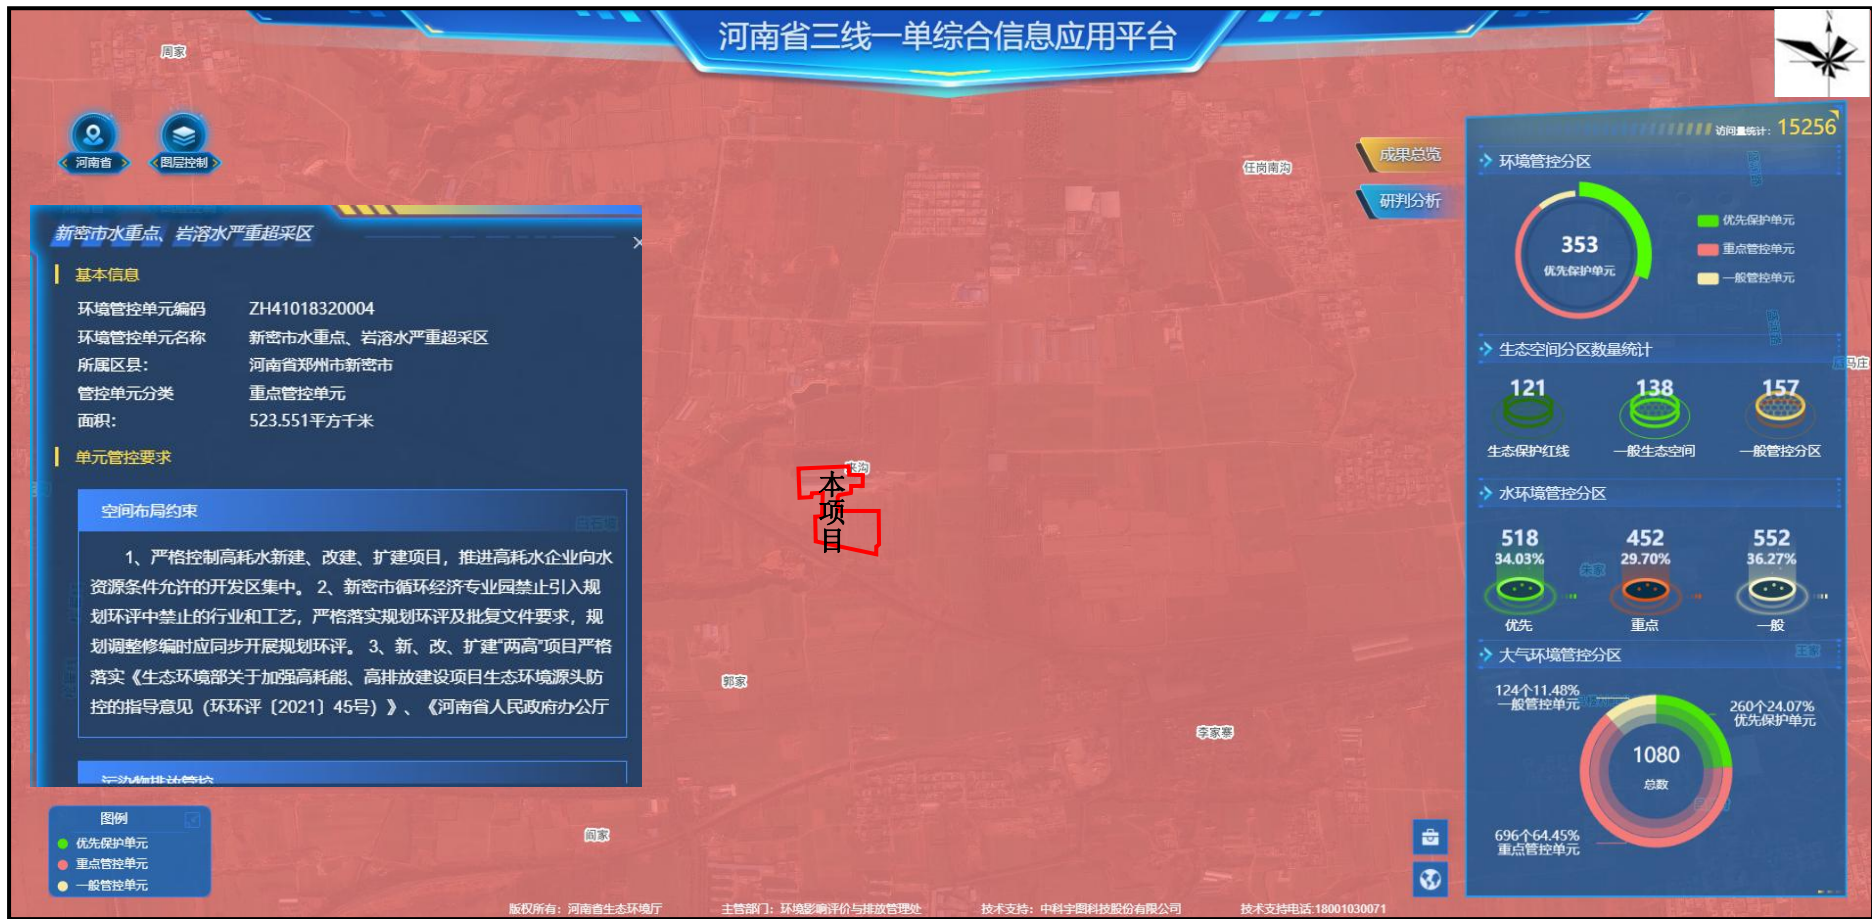 河南省三线一单综合信息应用平台
N
周家
河南省
图层控制
任岗南沟
成果总览
研判分析
新密市水重点、岩溶水严重超采区
×
基本信息
环境管控单元编码 ZH41018320004
环境管控单元名称 新密市水重点、岩溶水严重超采区
所属区县: 河南省郑州市新密市
管控单元分类 重点管控单元
面积: 523.551平方千米
单元管控要求
空间布局约束
1、严格控制高耗水新建、改建、扩建项目，推进高耗水企业向水
资源条件允许的开发区集中。 2、新密市循环经济专业园禁止引入规
划环评中禁止的行业和工艺，严格落实规划环评及批复文件要求，规
划调整修编时应同步开展规划环评。 3、新、改、扩建“两高”项目严格
落实《生态环境部关于加强高耗能、高排放建设项目生态环境源头防
控的指导意见（环环评〔2021〕45号）》、《河南省人民政府办公厅
污染物排放管控
图例
优先保护单元
重点管控单元
一般管控单元
本项目
郭家
李家寨
阎家
访问量统计: 15256
环境管控分区
353
优先保护单元
优先保护单元
重点管控单元
一般管控单元
生态空间分区数量统计
121 138 157
生态保护红线 一般生态空间 一般管控分区
水环境管控分区
518 452 552
34.03% 29.70% 36.27%
朱家
优先 重点 一般
大气环境管控分区
王家
124个11.48%
一般管控单元
260个24.07%
优先保护单元
1080
总数
696个64.45%
重点管控单元
版权所有: 河南省生态环境厅 主管部门: 环境影响评价与排放管理处 技术支持: 中科宇图科技股份有限公司 技术支持电话:18001030071